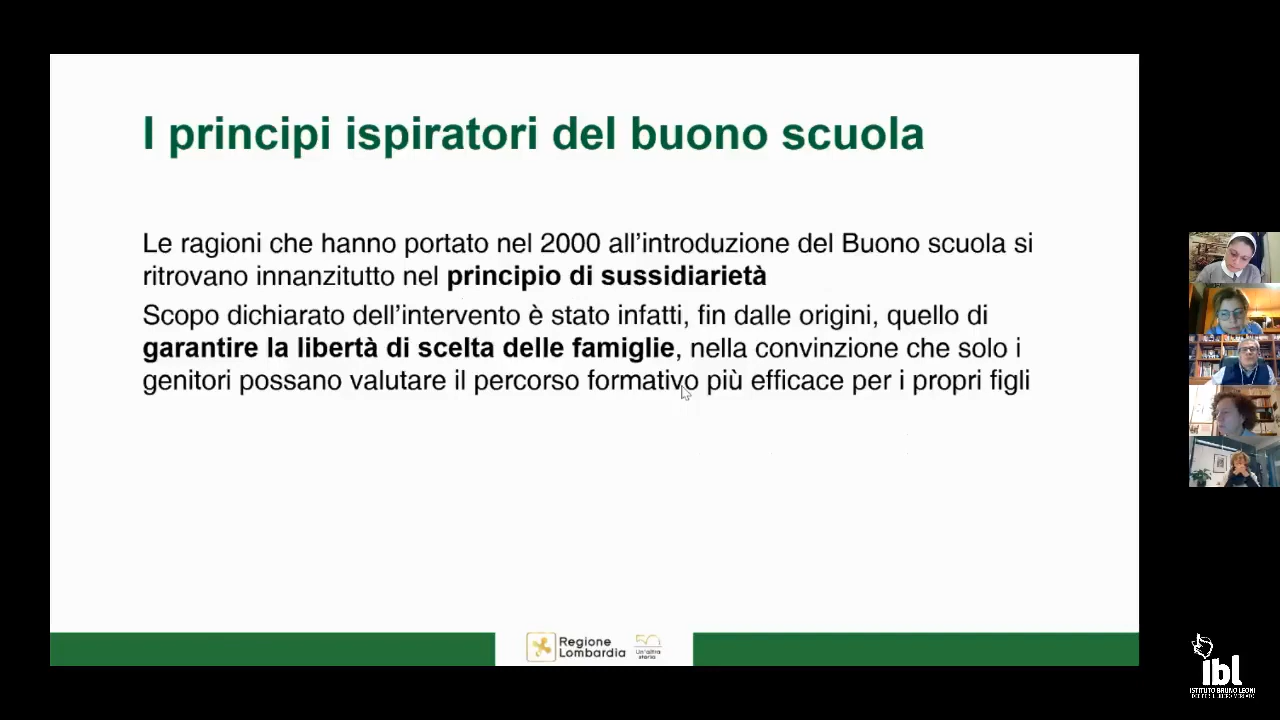 I principi ispiratori del buono scuola
Le ragioni che hanno portato nel 2000 all'introduzione del Buono scuola si
ritrovano innanzitutto nel principio di sussidiarietà
Scopo dichiarato dell'intervento è stato infatti, fin dalle origini, quello di
garantire la libertà di scelta delle famiglie, nella convinzione che solo i
genitori possano valutare il percorso formativo più efficace per i propri figli
Regione
Lombardia
50
Un'altra
storia
ibl
ISTITUTO BRUNO LEONI